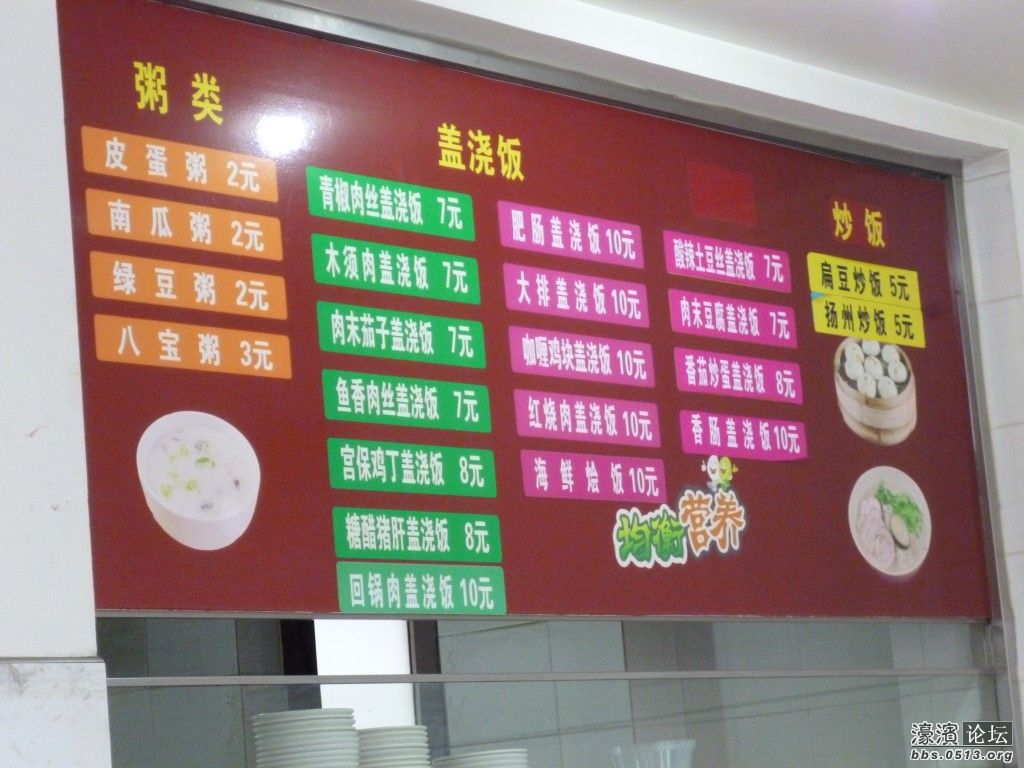 粥类
皮蛋粥 2元
南瓜粥 2元
绿豆粥 2元
八宝粥 3元
盖浇饭
青椒肉丝盖浇饭 7元
木须肉盖浇饭 7元
肉末茄子盖浇饭 7元
鱼香肉丝盖浇饭 7元
宫保鸡丁盖浇饭 8元
糖醋猪肝盖浇饭 8元
回锅肉盖浇饭 10元
肥肠盖浇饭 10元
大排盖浇饭 10元
咖喱鸡块盖浇饭 10元
红烧肉盖浇饭 10元
海鲜烩饭 10元
酸辣土豆丝盖浇饭 7元
肉末豆腐盖浇饭 7元
番茄炒蛋盖浇饭 8元
香肠盖浇饭 10元
炒饭
扁豆炒饭 5元
扬州炒饭 5元
均衡营养
濠滨论坛
bbs.0513.org